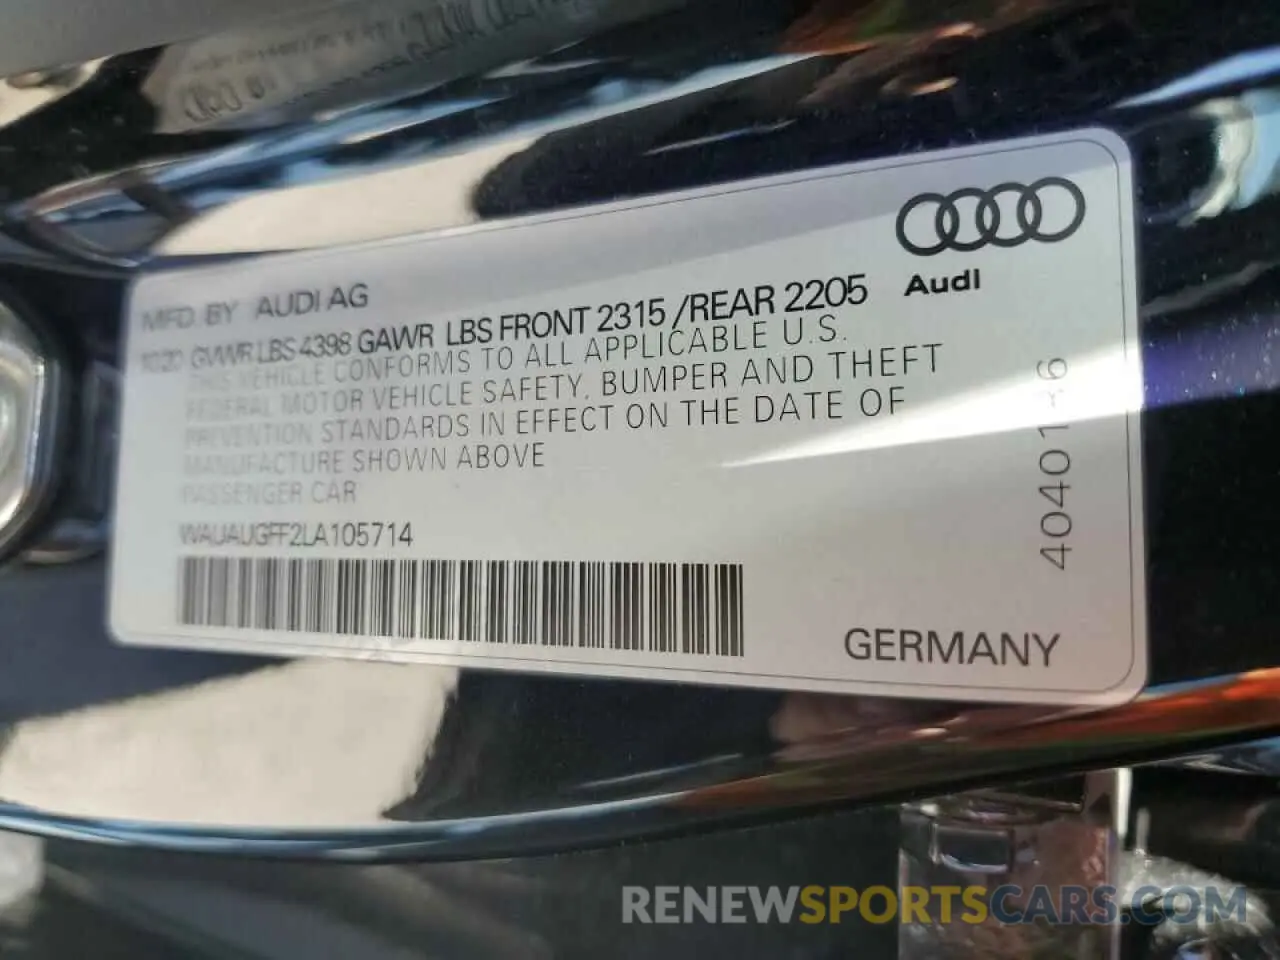 MFD. BY AUDI AG
10.20 GVWR LBS 4398 GAWR LBS FRONT 2315 /REAR 2205
THIS VEHICLE CONFORMS TO ALL APPLICABLE U.S.
FEDERAL MOTOR VEHICLE SAFETY, BUMPER AND THEFT
PREVENTION STANDARDS IN EFFECT ON THE DATE OF
MANUFACTURE SHOWN ABOVE
PASSENGER CAR
WAUAUGFF2LA105714
Audi
GERMANY
RENEWSPORTSCARS.COM